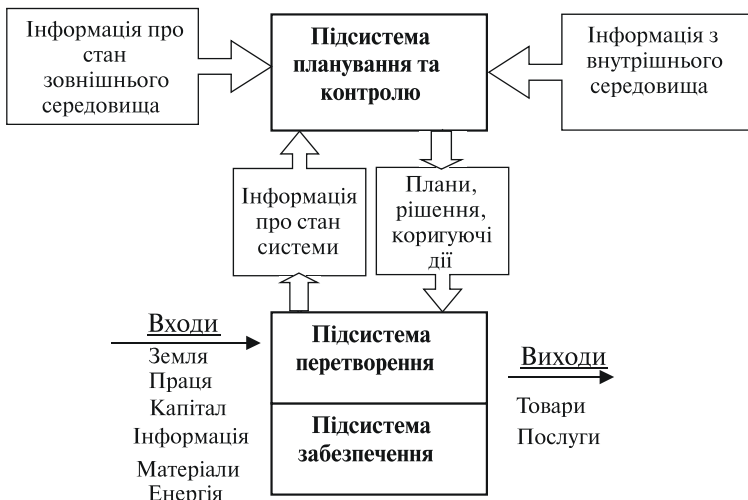 Інформація про
стан
зовнішнього
середовища
Підсистема
планування та
контролю
Інформація з
внутрішнього
середовища
Інформація
про стан
системи
Плани,
рішення,
коригуючі
дії
Входи
Земля
Праця
Капітал
Інформація
Матеріали
Енергія
Підсистема
перетворення
Підсистема
забезпечення
Виходи
Товари
Послуги